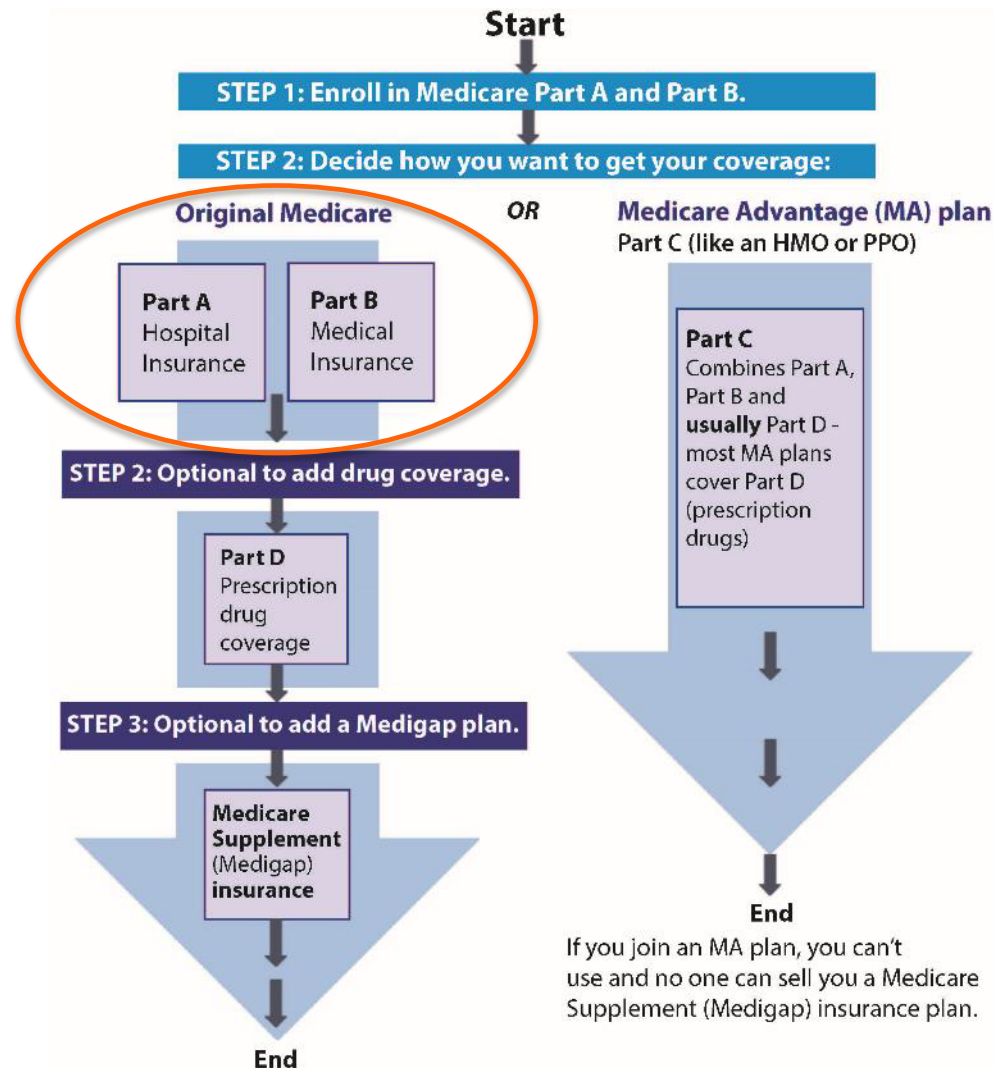 Start
STEP 1: Enroll in Medicare Part A and Part B.
STEP 2: Decide how you want to get your coverage:
Original Medicare
Part A
Hospital
Insurance
Part B
Medical
Insurance
STEP 2: Optional to add drug coverage.
Part D
Prescription
drug
coverage
STEP 3: Optional to add a Medigap plan.
Medicare
Supplement
(Medigap)
insurance
End
OR
Medicare Advantage (MA) plan
Part C (like an HMO or PPO)
Part C
Combines Part A,
Part B and
usually Part D -
most MA plans
cover Part D
(prescription
drugs)
End
If you join an MA plan, you can't
use and no one can sell you a Medicare
Supplement (Medigap) insurance plan.